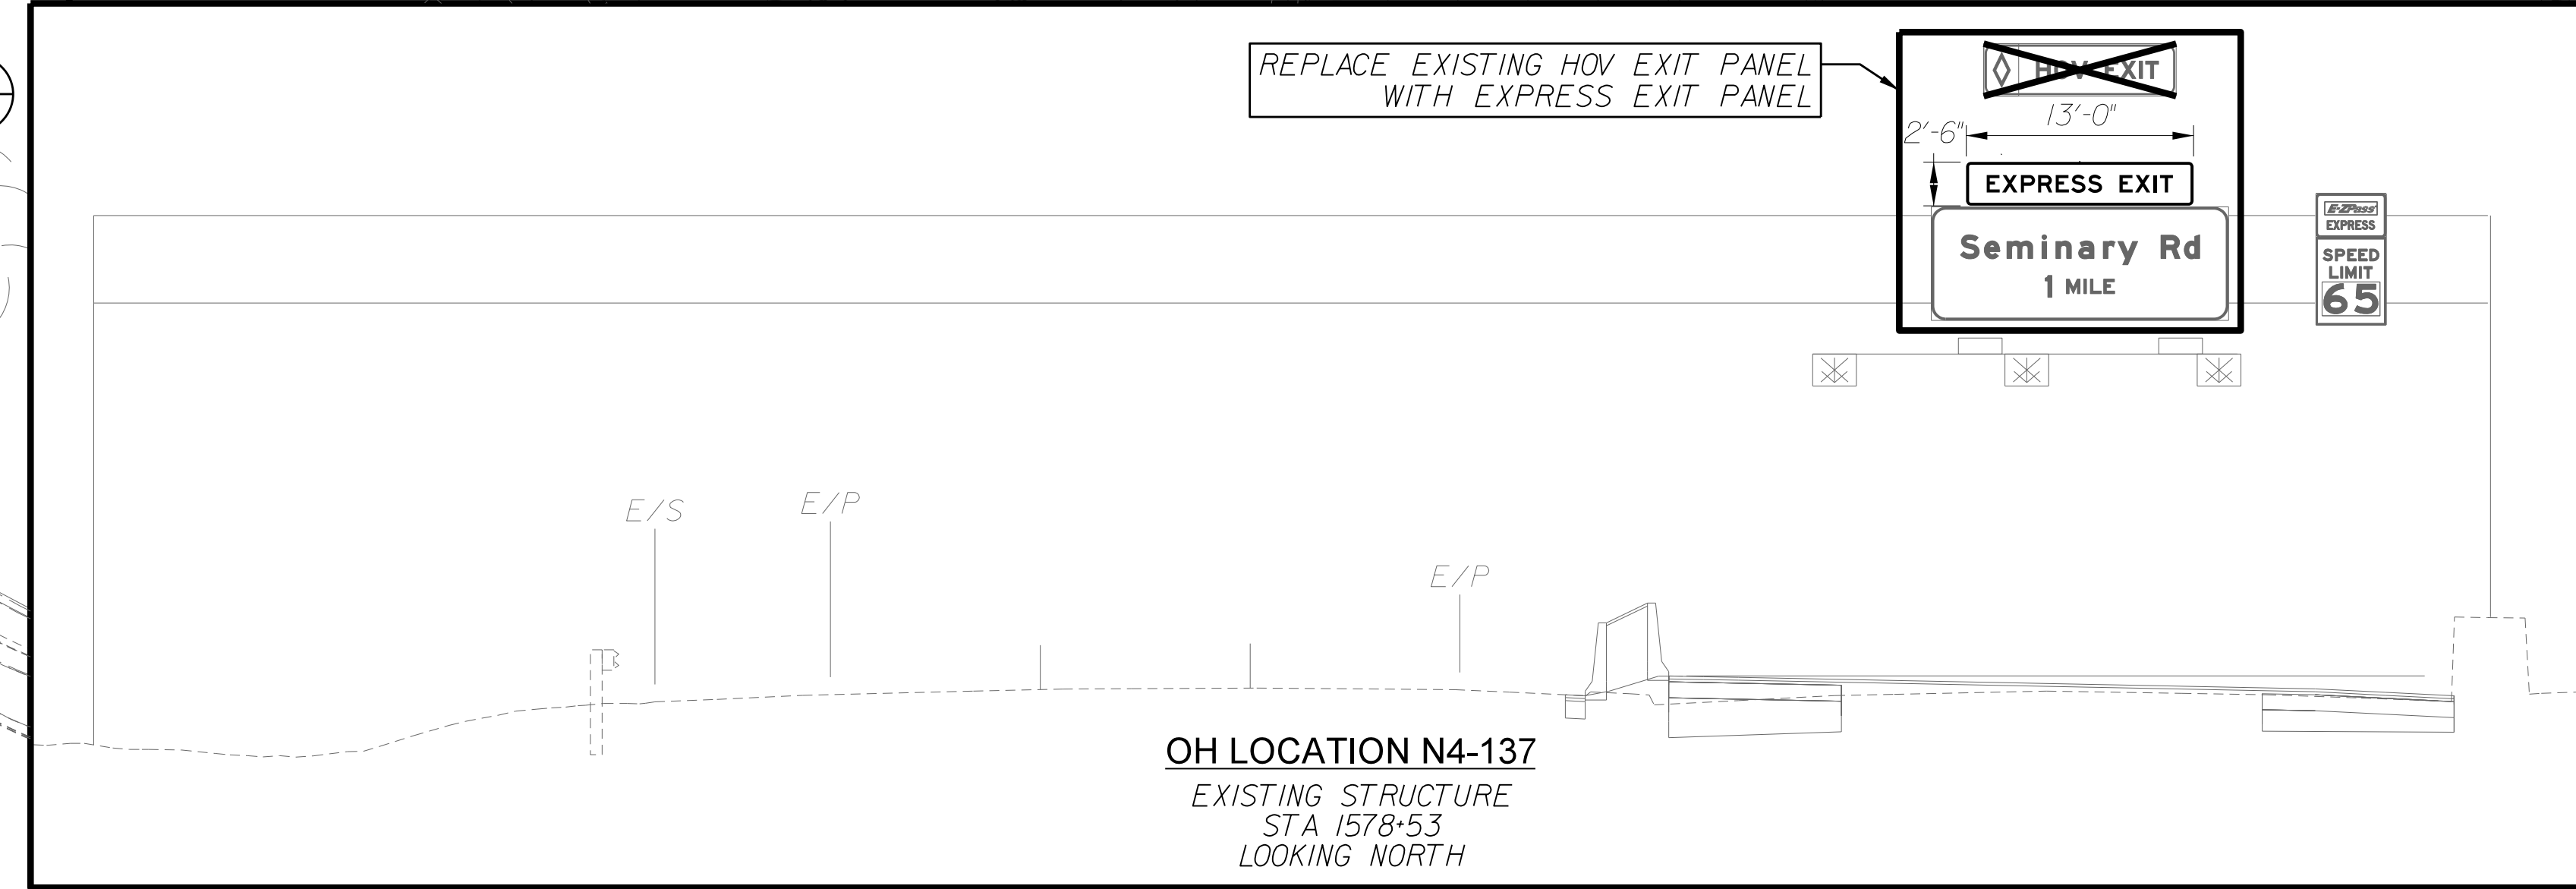 REPLACE EXISTING HOV EXIT PANEL
WITH EXPRESS EXIT PANEL
HOV EXIT
13'-0"
2'-6"
EXPRESS EXIT
Seminary Rd
1 MILE
E-ZPass
EXPRESS
SPEED
LIMIT
65
E/S
E/P
E/P
OH LOCATION N4-137
EXISTING STRUCTURE
STA 1578+53
LOOKING NORTH